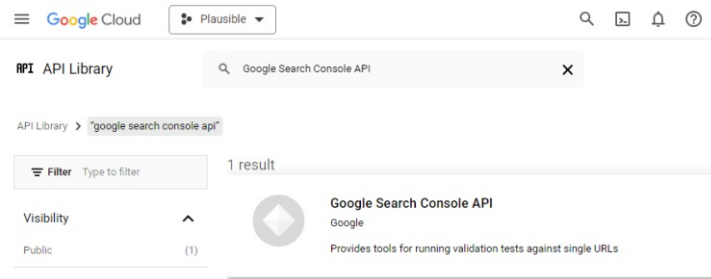 Google Cloud
Plausible
API API Library
Google Search Console API
API Library > "google search console api"
Filter Type to filter
1 result
Google Search Console API
Google
Provides tools for running validation tests against single URLs
Visibility
Public (1)